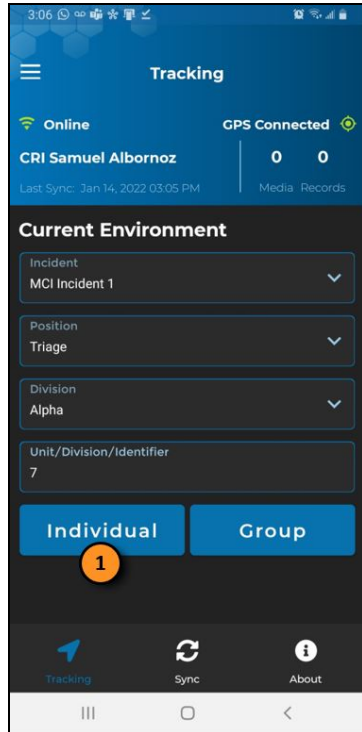 3:06
Tracking
Online GPS Connected
CRI Samuel Albornoz 0 0
Last Sync: Jan 14, 2022 03:05 PM Media Records
Current Environment
Incident
MCI Incident 1
Position
Triage
Division
Alpha
Unit/Division/Identifier
7
Individual Group
1
Tracking Sync About